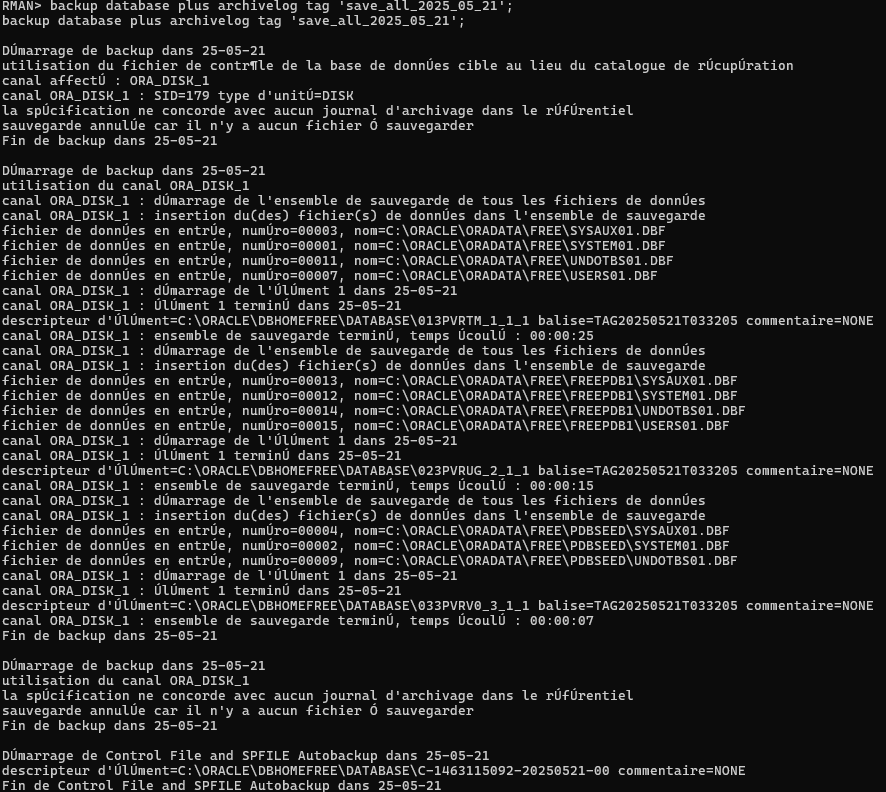 RMAN> backup database plus archivelog tag 'save_all_2025_05_21';
backup database plus archivelog tag 'save_all_2025_05_21';
DÚmarrage de backup dans 25-05-21
utilisation du fichier de contr¶le de la base de donnÚes cible au lieu du catalogue de rÚcupÚration
canal affectÚ : ORA_DISK_1
canal ORA_DISK_1 : SID=179 type d'unitÚ=DISK
la spÚcification ne concorde avec aucun journal d'archivage dans le rÚfÚrentiel
sauvegarde annulÚe car il n'y a aucun fichier Ó sauvegarder
Fin de backup dans 25-05-21
DÚmarrage de backup dans 25-05-21
utilisation du canal ORA_DISK_1
canal ORA_DISK_1 : dÚmarrage de l'ensemble de sauvegarde de tous les fichiers de donnÚes
canal ORA_DISK_1 : insertion du(des) fichier(s) de donnÚes dans l'ensemble de sauvegarde
fichier de donnÚes en entrÚe, numÚro=00003, nom=C:\ORACLE\ORADATA\FREE\SYSAUX01.DBF
fichier de donnÚes en entrÚe, numÚro=00001, nom=C:\ORACLE\ORADATA\FREE\SYSTEM01.DBF
fichier de donnÚes en entrÚe, numÚro=00011, nom=C:\ORACLE\ORADATA\FREE\UNDOTBS01.DBF
fichier de donnÚes en entrÚe, numÚro=00007, nom=C:\ORACLE\ORADATA\FREE\USERS01.DBF
canal ORA_DISK_1 : dÚmarrage de l'ÚlÚment 1 dans 25-05-21
canal ORA_DISK_1 : ÚlÚment 1 terminÚ dans 25-05-21
descripteur d'ÚlÚment=C:\ORACLE\DBHOMEFREE\DATABASE\013PVRTM_1_1_1 balise=TAG20250521T033205 commentaire=NONE
canal ORA_DISK_1 : ensemble de sauvegarde terminÚ, temps ÚcoulÚ : 00:00:25
canal ORA_DISK_1 : dÚmarrage de l'ensemble de sauvegarde de tous les fichiers de donnÚes
canal ORA_DISK_1 : insertion du(des) fichier(s) de donnÚes dans l'ensemble de sauvegarde
fichier de donnÚes en entrÚe, numÚro=00013, nom=C:\ORACLE\ORADATA\FREE\FREEPDB1\SYSAUX01.DBF
fichier de donnÚes en entrÚe, numÚro=00012, nom=C:\ORACLE\ORADATA\FREE\FREEPDB1\SYSTEM01.DBF
fichier de donnÚes en entrÚe, numÚro=00014, nom=C:\ORACLE\ORADATA\FREE\FREEPDB1\UNDOTBS01.DBF
fichier de donnÚes en entrÚe, numÚro=00015, nom=C:\ORACLE\ORADATA\FREE\FREEPDB1\USERS01.DBF
canal ORA_DISK_1 : dÚmarrage de l'ÚlÚment 1 dans 25-05-21
canal ORA_DISK_1 : ÚlÚment 1 terminÚ dans 25-05-21
descripteur d'ÚlÚment=C:\ORACLE\DBHOMEFREE\DATABASE\023PVRUG_2_1_1 balise=TAG20250521T033205 commentaire=NONE
canal ORA_DISK_1 : ensemble de sauvegarde terminÚ, temps ÚcoulÚ : 00:00:15
canal ORA_DISK_1 : dÚmarrage de l'ensemble de sauvegarde de tous les fichiers de donnÚes
canal ORA_DISK_1 : insertion du(des) fichier(s) de donnÚes dans l'ensemble de sauvegarde
fichier de donnÚes en entrÚe, numÚro=00004, nom=C:\ORACLE\ORADATA\FREE\PDBSEED\SYSAUX01.DBF
fichier de donnÚes en entrÚe, numÚro=00002, nom=C:\ORACLE\ORADATA\FREE\PDBSEED\SYSTEM01.DBF
fichier de donnÚes en entrÚe, numÚro=00009, nom=C:\ORACLE\ORADATA\FREE\PDBSEED\UNDOTBS01.DBF
canal ORA_DISK_1 : dÚmarrage de l'ÚlÚment 1 dans 25-05-21
canal ORA_DISK_1 : ÚlÚment 1 terminÚ dans 25-05-21
descripteur d'ÚlÚment=C:\ORACLE\DBHOMEFREE\DATABASE\033PVRV0_3_1_1 balise=TAG20250521T033205 commentaire=NONE
canal ORA_DISK_1 : ensemble de sauvegarde terminÚ, temps ÚcoulÚ : 00:00:07
Fin de backup dans 25-05-21
DÚmarrage de backup dans 25-05-21
utilisation du canal ORA_DISK_1
la spÚcification ne concorde avec aucun journal d'archivage dans le rÚfÚrentiel
sauvegarde annulÚe car il n'y a aucun fichier Ó sauvegarder
Fin de backup dans 25-05-21
DÚmarrage de Control File and SPFILE Autobackup dans 25-05-21
descripteur d'ÚlÚment=C:\ORACLE\DBHOMEFREE\DATABASE\C-1463115092-20250521-00 commentaire=NONE
Fin de Control File and SPFILE Autobackup dans 25-05-21